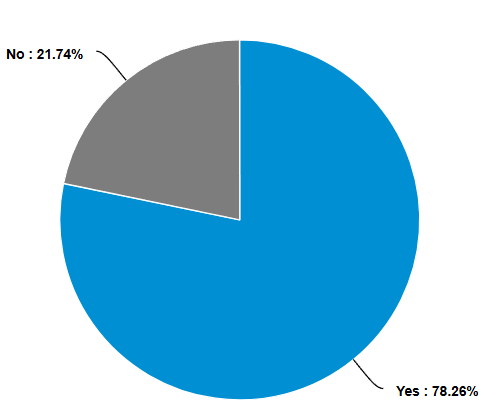 No : 21.74%
Yes : 78.26%